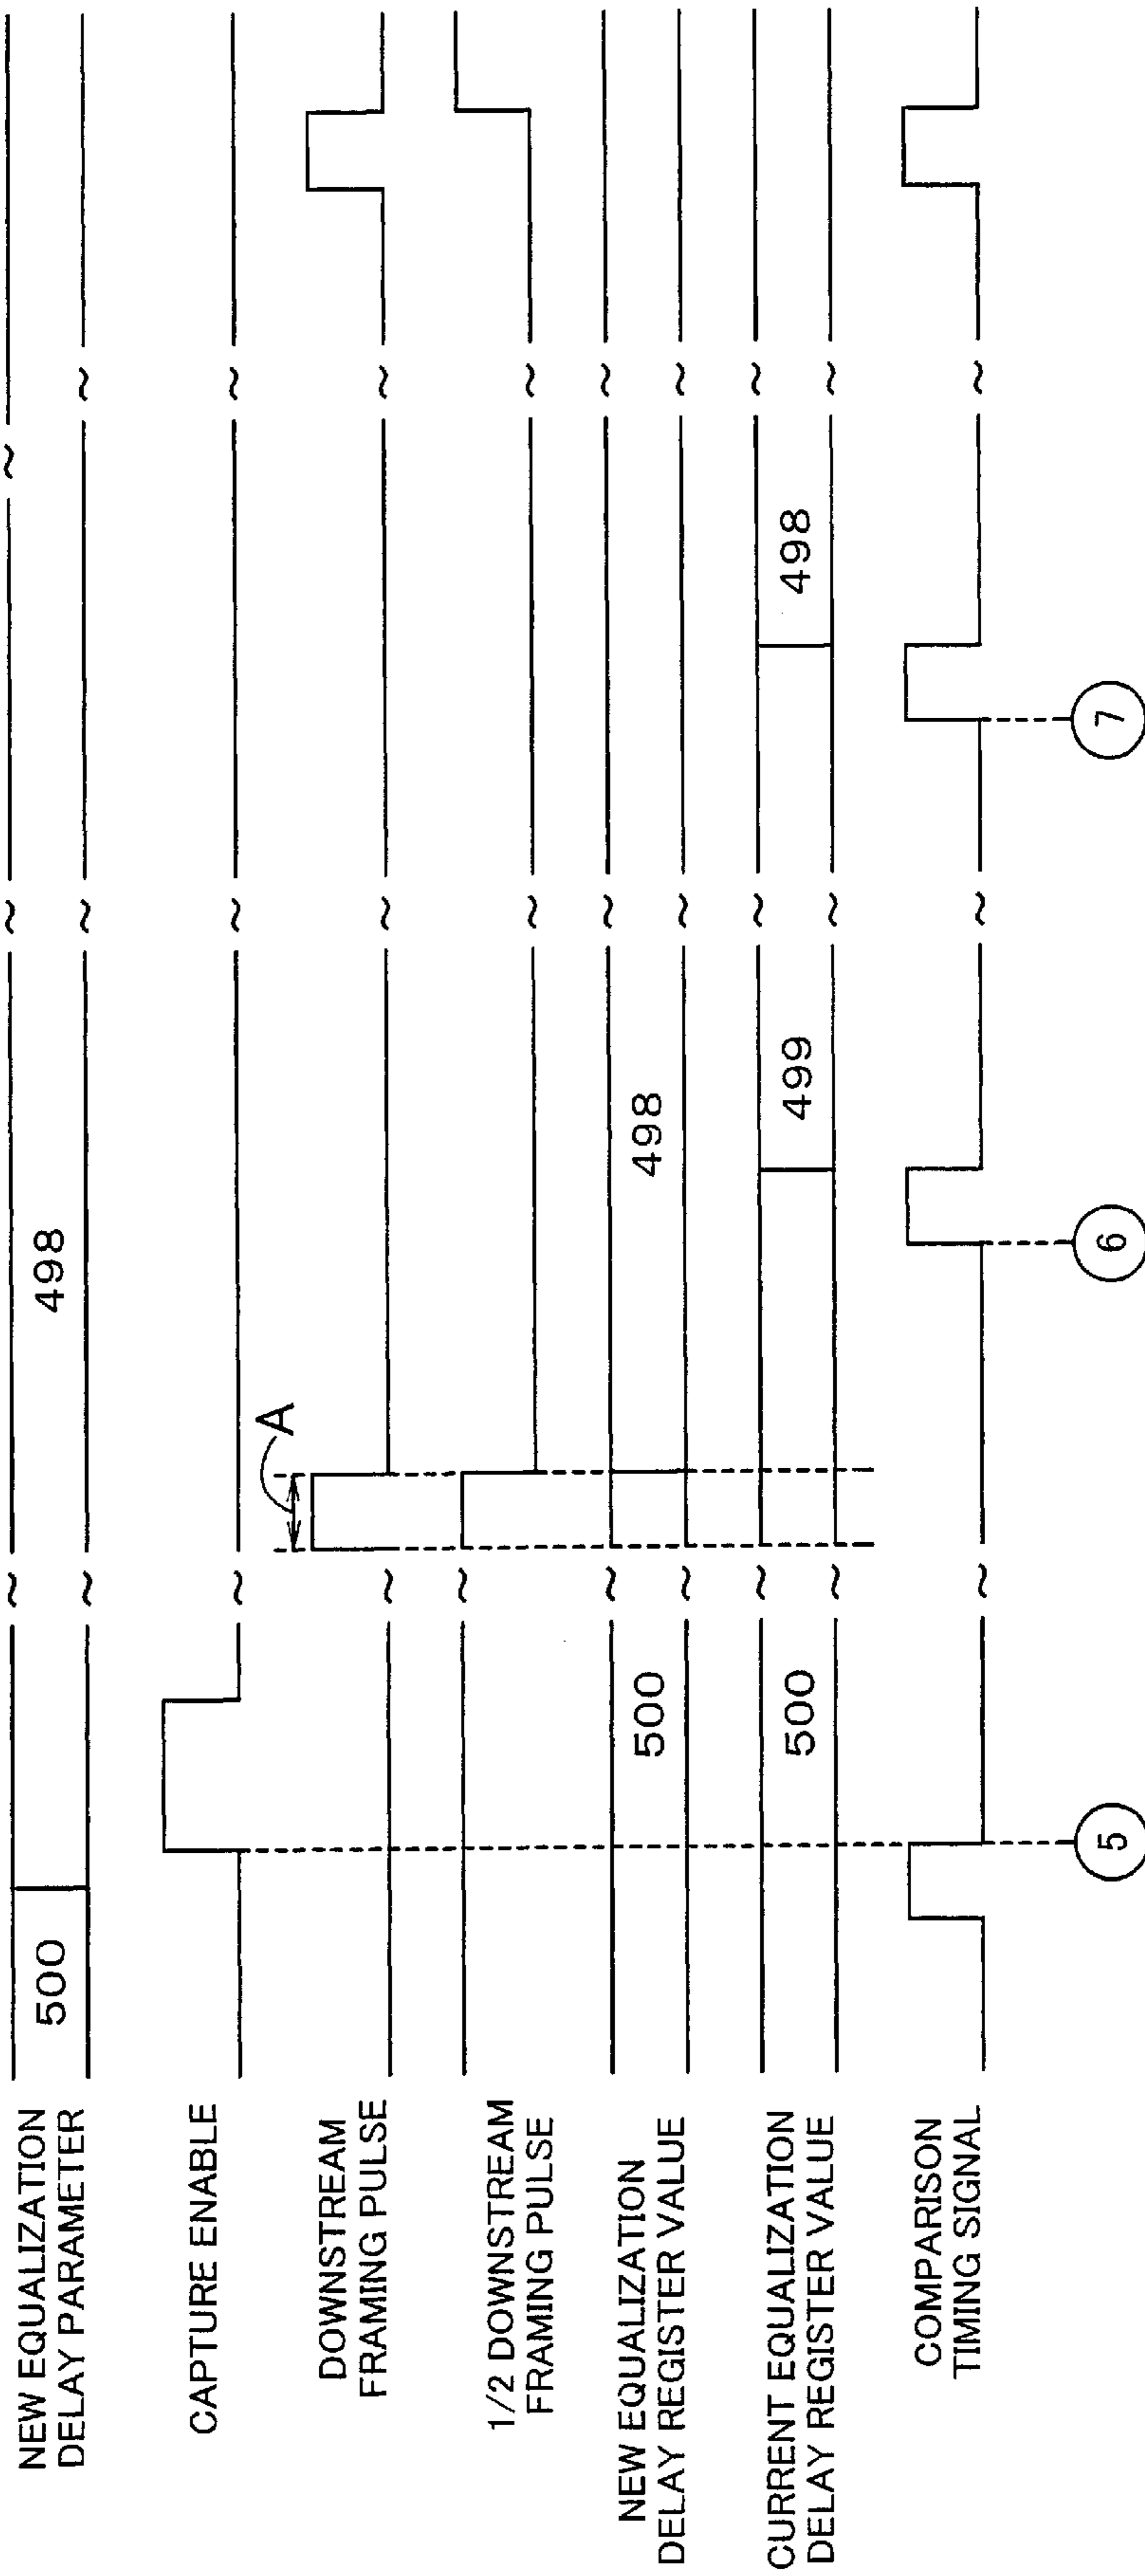 NEW EQUALIZATION
DELAY PARAMETER
500
498
CAPTURE ENABLE
A
DOWNSTREAM
FRAMING PULSE
1/2 DOWNSTREAM
FRAMING PULSE
NEW EQUALIZATION
DELAY REGISTER VALUE
500
498
CURRENT EQUALIZATION
DELAY REGISTER VALUE
500
499
498
COMPARISON
TIMING SIGNAL
5
6
7